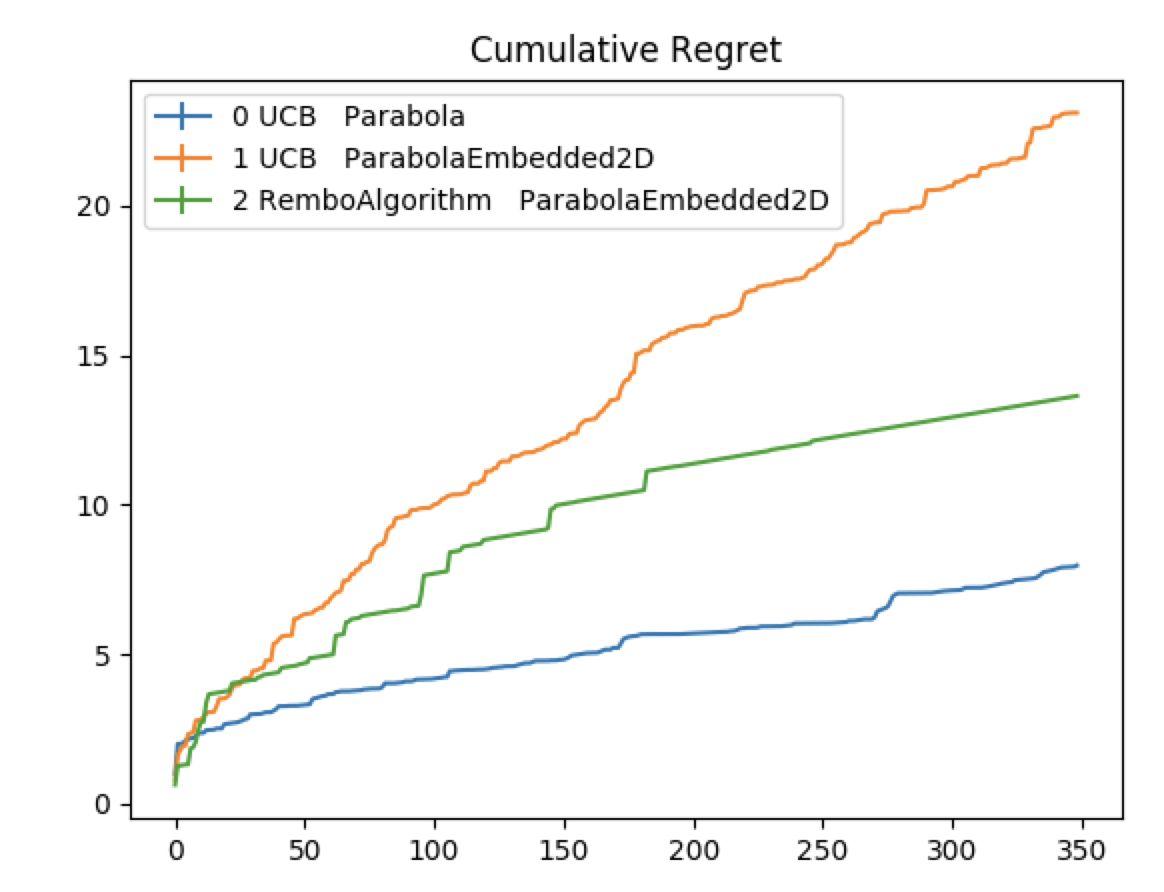 Cumulative Regret
0 UCB   Parabola
1 UCB   ParabolaEmbedded2D
2 RemboAlgorithm   ParabolaEmbedded2D
20
15
10
5
0
0 50 100 150 200 250 300 350